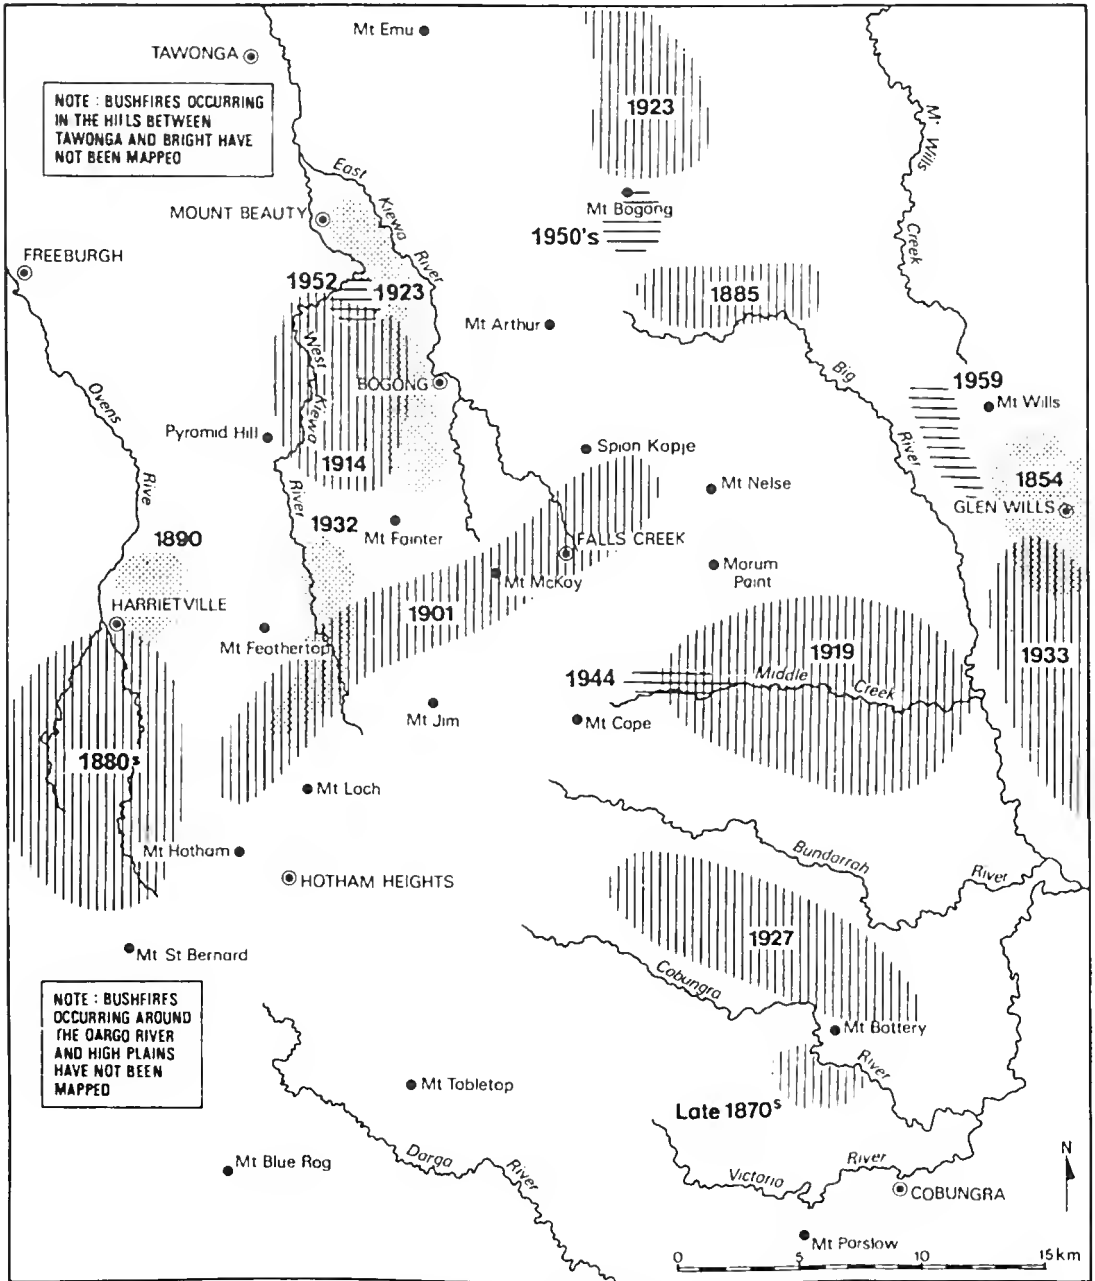 Mt Emu
TAWONGA
NOTE : BUSHFIRES OCCURRING
IN THE HILLS BETWEEN
TAWONGA AND BRIGHT HAVE
NOT BEEN MAPPED
1923
Mt Wills Creek
East Kiewa River
MOUNT BEAUTY
Mt Bogong
1950's
FREEBURGH
1952
1923
1885
Mt Arthur
West Kiewa River
BOGONG
Big River
1959
Mt Wills
Ovens Rive
Pyramid Hill
1914
Spion Kopje
Mt Nelse
1854
GLEN WILLS
1932
Mt Fainter
1890
FALLS CREEK
Mt McKay
Marum
Point
HARRIETVILLE
1901
Mt Feathertop
1919
1933
1944
Middle Creek
Mt Jim
Mt Cope
1880s
Mt Loch
Mt Hotham
HOTHAM HEIGHTS
Bundarrah River
1927
Mt St Bernard
Cobungra River
NOTE : BUSHFIRES
OCCURRING AROUND
THE DARGO RIVER
AND HIGH PLAINS
HAVE NOT BEEN
MAPPED
Mt Battery
Mt Tabletop
Late 1870s
Dargo River
Mt Blue Rag
Victoria River
N
COBUNGRA
Mt Parslow
0 5 10 15 km